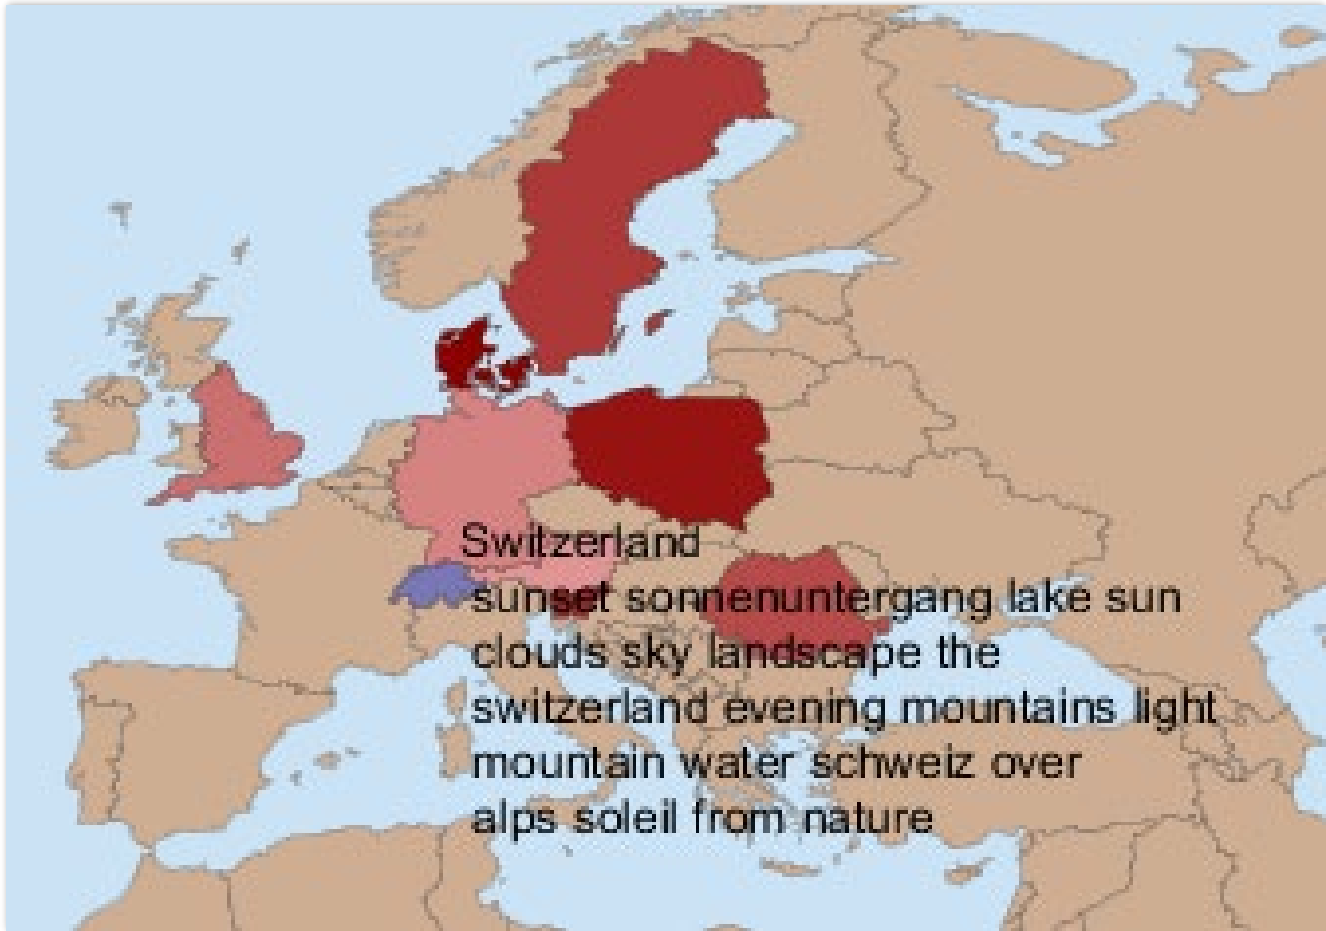 Switzerland
sunset sonnenuntergang lake sun
clouds sky landscape the
switzerland evening mountains light
mountain water schweiz over
alps soleil from nature